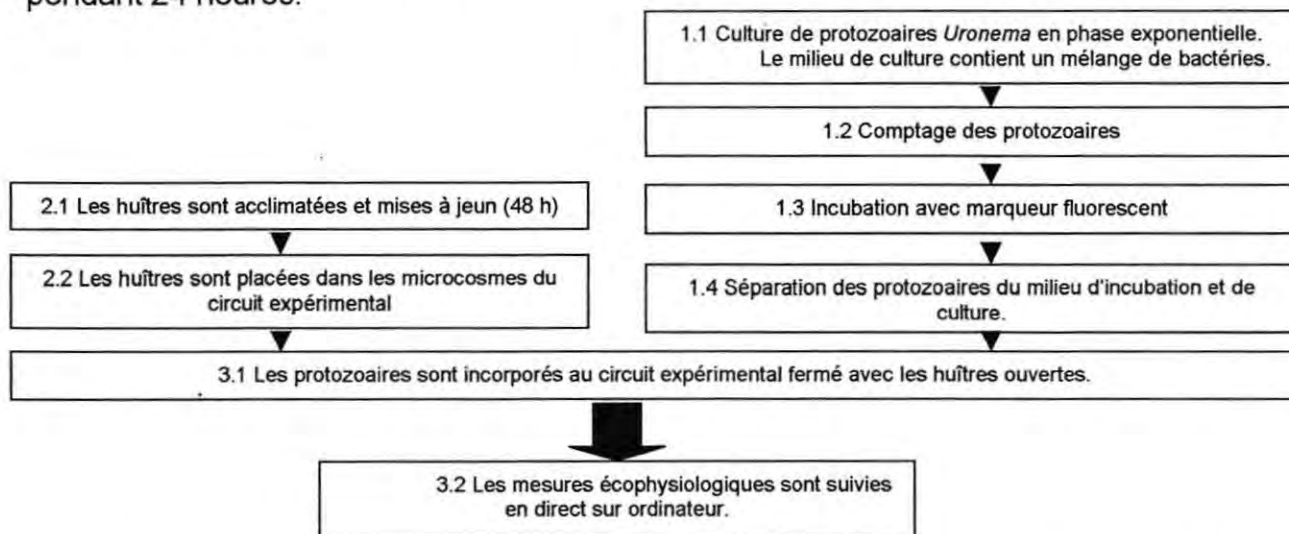 pendant 24 heures.
1.1 Culture de protozoaires Uronema en phase exponentielle.
Le milieu de culture contient un mélange de bactéries.
1.2 Comptage des protozoaires
2.1 Les huîtres sont acclimatées et mises à jeun (48 h)
1.3 Incubation avec marqueur fluorescent
2.2 Les huîtres sont placées dans les microcosmes du
circuit expérimental
1.4 Séparation des protozoaires du milieu d'incubation et de
culture.
3.1 Les protozoaires sont incorporés au circuit expérimental fermé avec les huîtres ouvertes.
3.2 Les mesures écophysiologiques sont suivies
en direct sur ordinateur.